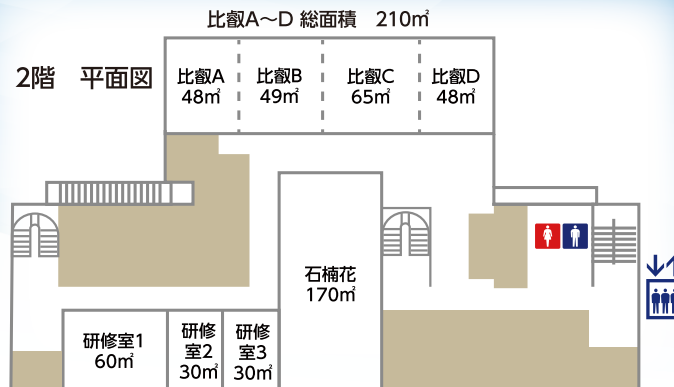 比叡A～D 総面積　210㎡
2階　平面図
比叡A
48㎡
比叡B
49㎡
比叡C
65㎡
比叡D
48㎡
石楠花
170㎡
研修室1
60㎡
研修
室2
30㎡
研修
室3
30㎡